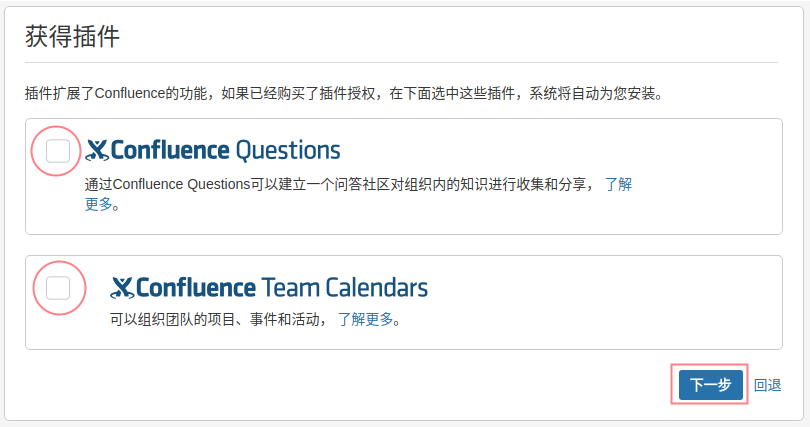 获得插件
插件扩展了Confluence的功能，如果已经购买了插件授权，在下面选中这些插件，系统将自动为您安装。
Confluence Questions
通过Confluence Questions可以建立一个问答社区对组织内的知识进行收集和分享， 了解
更多。
Confluence Team Calendars
可以组织团队的项目、事件和活动， 了解更多。
下一步 回退